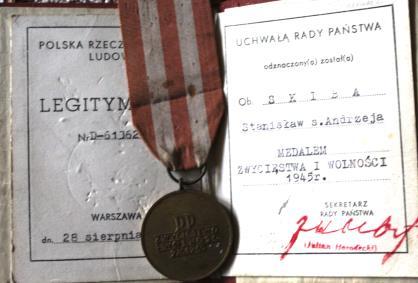 POLSKA RZECZ
LUDOW
LEGITYM
Nr D-61362
WARSZAWA
dn. 28 sierpnia
UCHWAŁĄ RADY PAŃSTWA
odznaczony(a) został(a)
Ob. S K I B A
Stanisław s.Andrzeja
MEDALEM
ZWYCIĘSTWA I WOLNOŚCI
1945r.
SEKRETARZ
RADY PAŃSTWA
(Julian Horodecki)